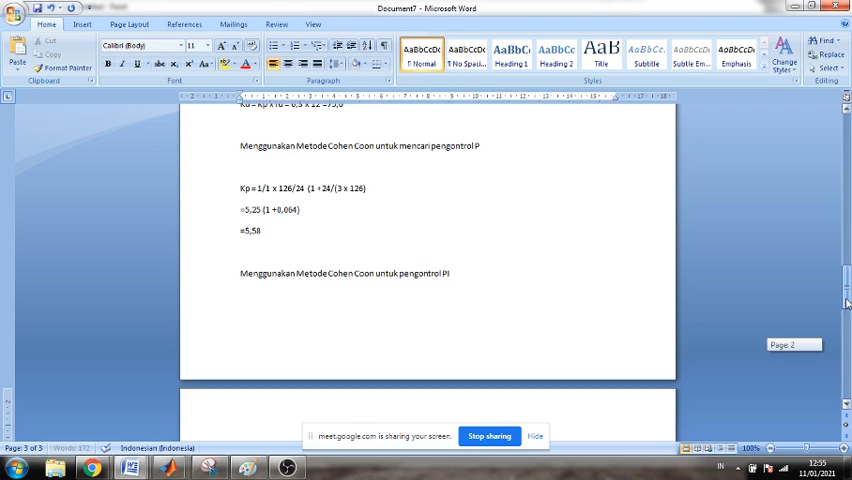 Document7 - Microsoft Word
Home Insert Page Layout References Mailings Review View
Cut
Copy
Format Painter
Paste
Clipboard
Calibri (Body) 11
Font
Paragraph
AaBbCcDc AaBbCcDc AaBbC AaBbCc AaB AaBbCc. AaBbCcDc AaBbCcDc
¶ Normal ¶ No Spaci... Heading 1 Heading 2 Title Subtitle Subtle Em... Emphasis
Change Styles
Styles
Find
Replace
Select
Editing
Menggunakan Metode Cohen Coon untuk mencari pengontrol P
Kp = 1/1 x 126/24 (1 +24/(3 x 126)
=5,25 (1 +0,064)
=5,58
Menggunakan Metode Cohen Coon untuk pengontrol PI
Page: 2
meet.google.com is sharing your screen. Stop sharing Hide
Page: 3 of 3 Words: 172 Indonesian (Indonesia) 100%
IN 12:55
11/01/2021